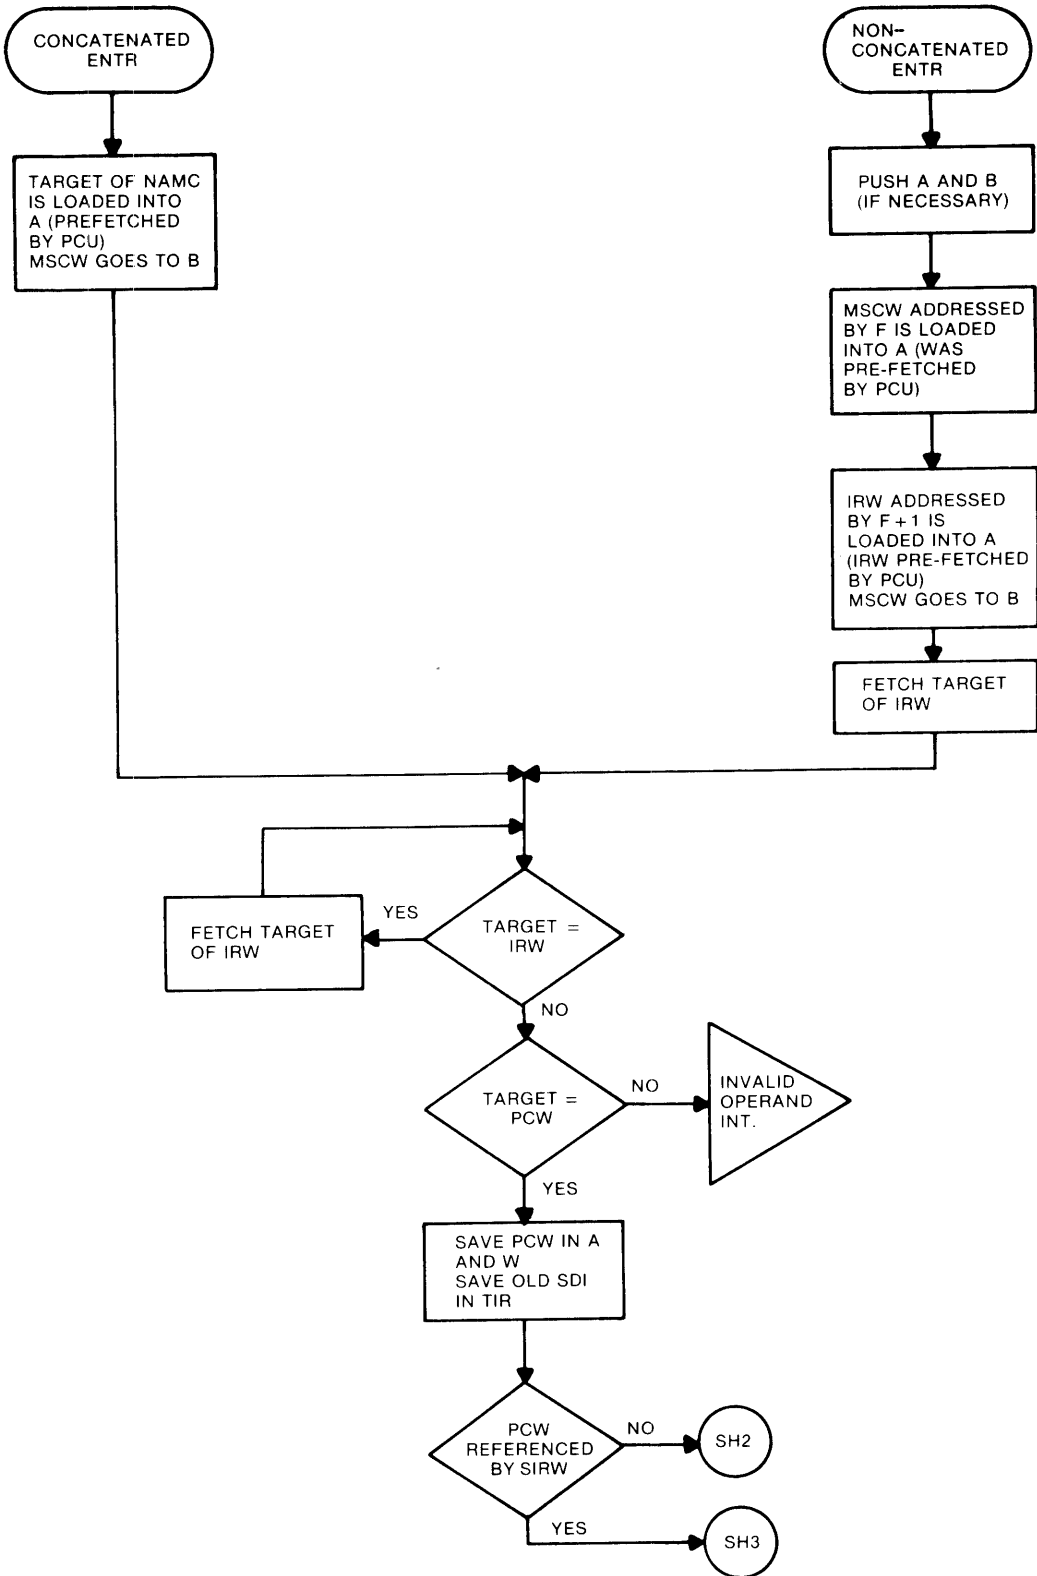 CONCATENATED
ENTR
NON-
CONCATENATED
ENTR
TARGET OF NAMC
IS LOADED INTO
A (PREFETCHED
BY PCU)
MSCW GOES TO B
PUSH A AND B
(IF NECESSARY)
MSCW ADDRESSED
BY F IS LOADED
INTO A (WAS
PRE-FETCHED
BY PCU)
IRW ADDRESSED
BY F+1 IS
LOADED INTO A
(IRW PRE-FETCHED
BY PCU)
MSCW GOES TO B
FETCH TARGET
OF IRW
YES
FETCH TARGET
OF IRW
TARGET =
IRW
NO
TARGET =
PCW
NO
INVALID
OPERAND
INT.
YES
SAVE PCW IN A
AND W
SAVE OLD SDI
IN TIR
PCW
REFERENCED
BY SIRW
NO
SH2
YES
SH3